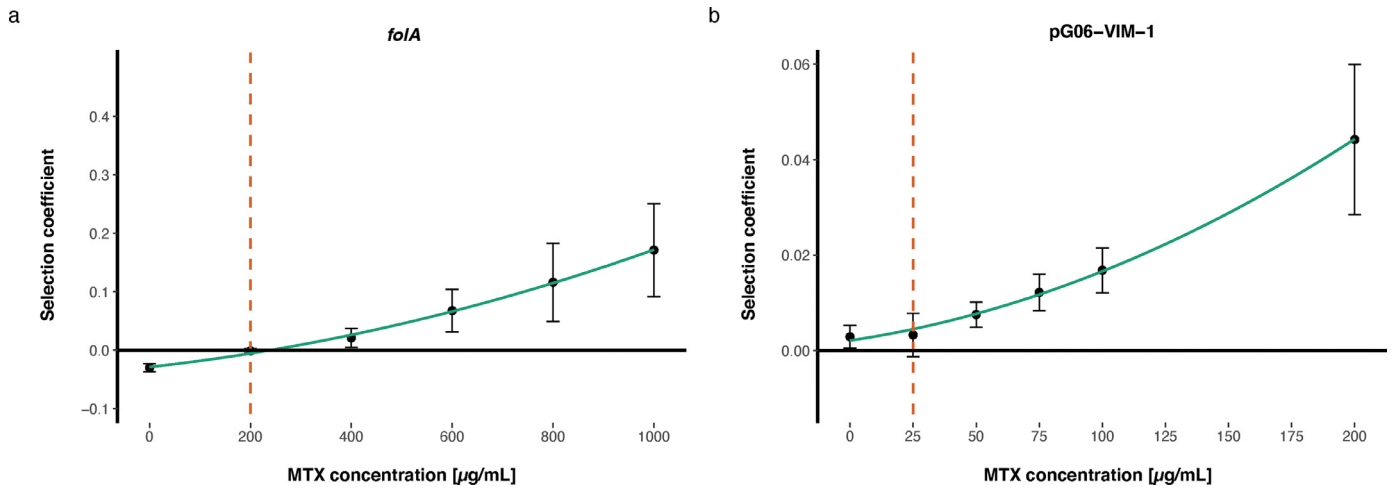 a
folA
Selection coefficient
0.4
0.3
0.2
0.1
0.0
−0.1
0 200 400 600 800 1000
MTX concentration [µg/mL]
b
pG06−VIM−1
Selection coefficient
0.06
0.04
0.02
0.00
0 25 50 75 100 125 150 175 200
MTX concentration [µg/mL]